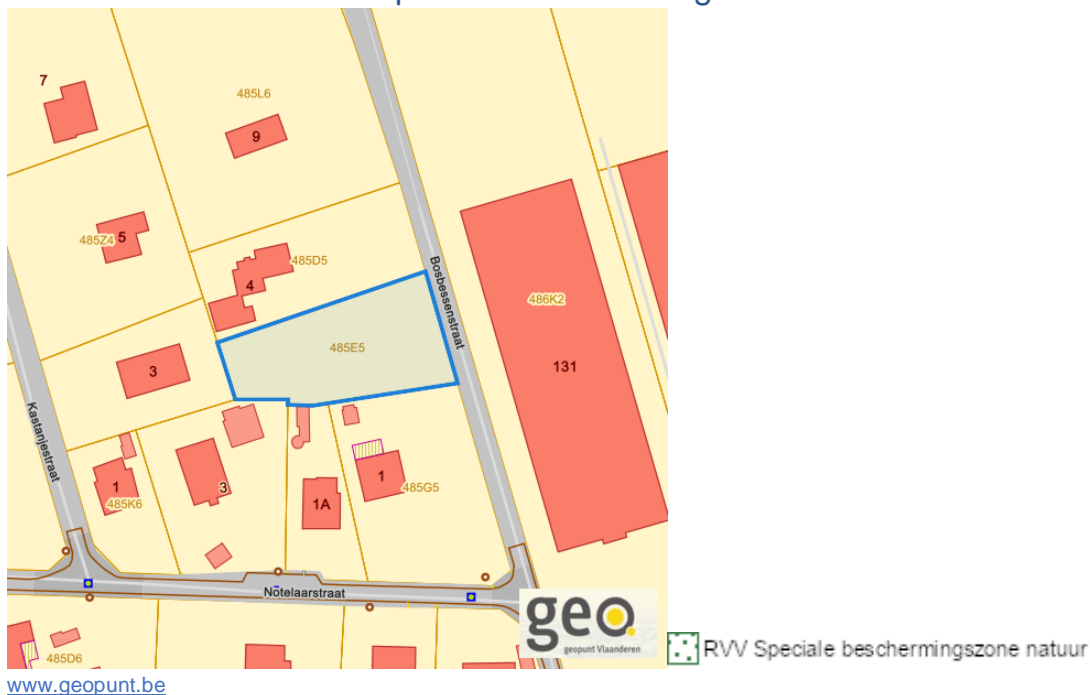 7
485L6
9
485Z4
5
485D5
4
Bosbessenstraat
486K2
485E5
131
3
Kastanjestraat
1
485K6
3
1A
1
485G5
Notelaarstraat
485D6
geo.
geopunt Vlaanderen
RVV Speciale beschermingszone natuur
www.geopunt.be